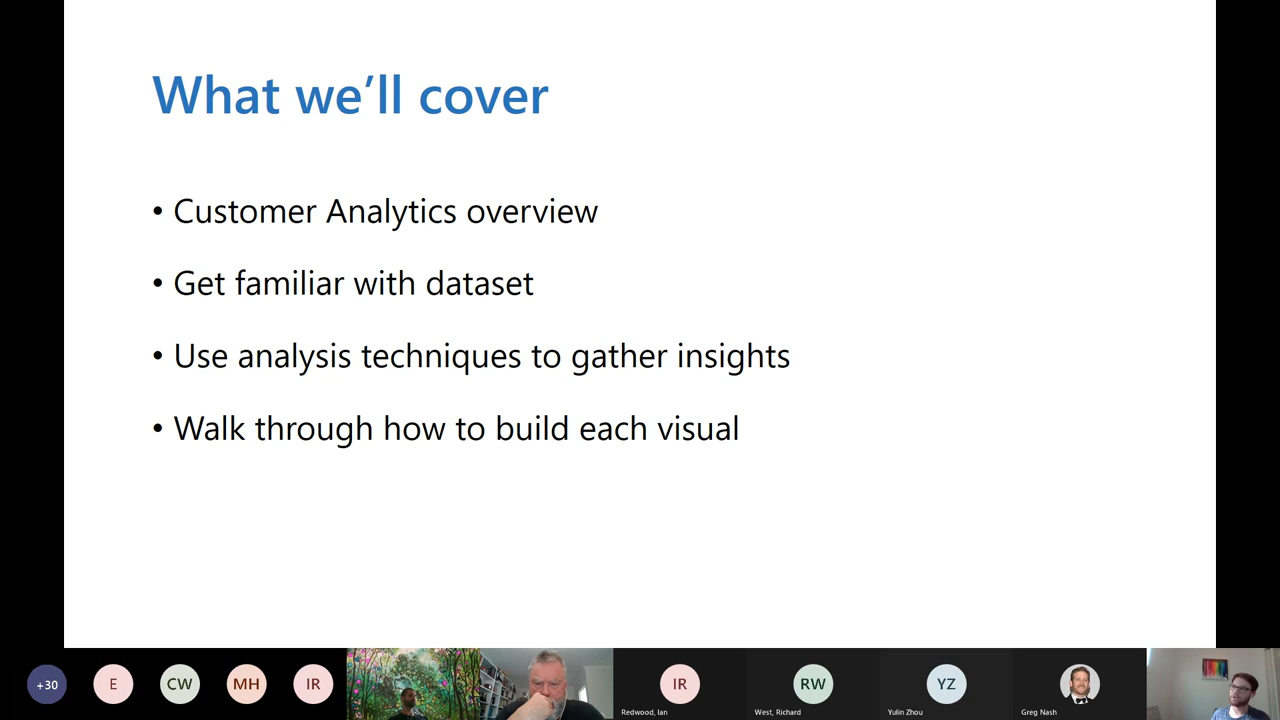 What we’ll cover
• Customer Analytics overview
• Get familiar with dataset
• Use analysis techniques to gather insights
• Walk through how to build each visual
+30
E
CW
MH
IR
IR
RW
YZ
Redwood, Ian
West, Richard
Yulin Zhou
Greg Nash